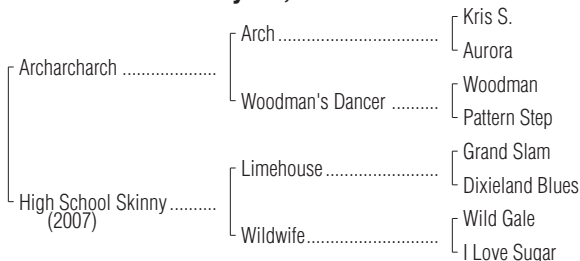 Kris S.
Arch
Aurora
Archarcharch
Woodman
Woodman's Dancer
Pattern Step
Grand Slam
Limehouse
Dixieland Blues
High School Skinny
(2007)
Wild Gale
Wildwife
I Love Sugar